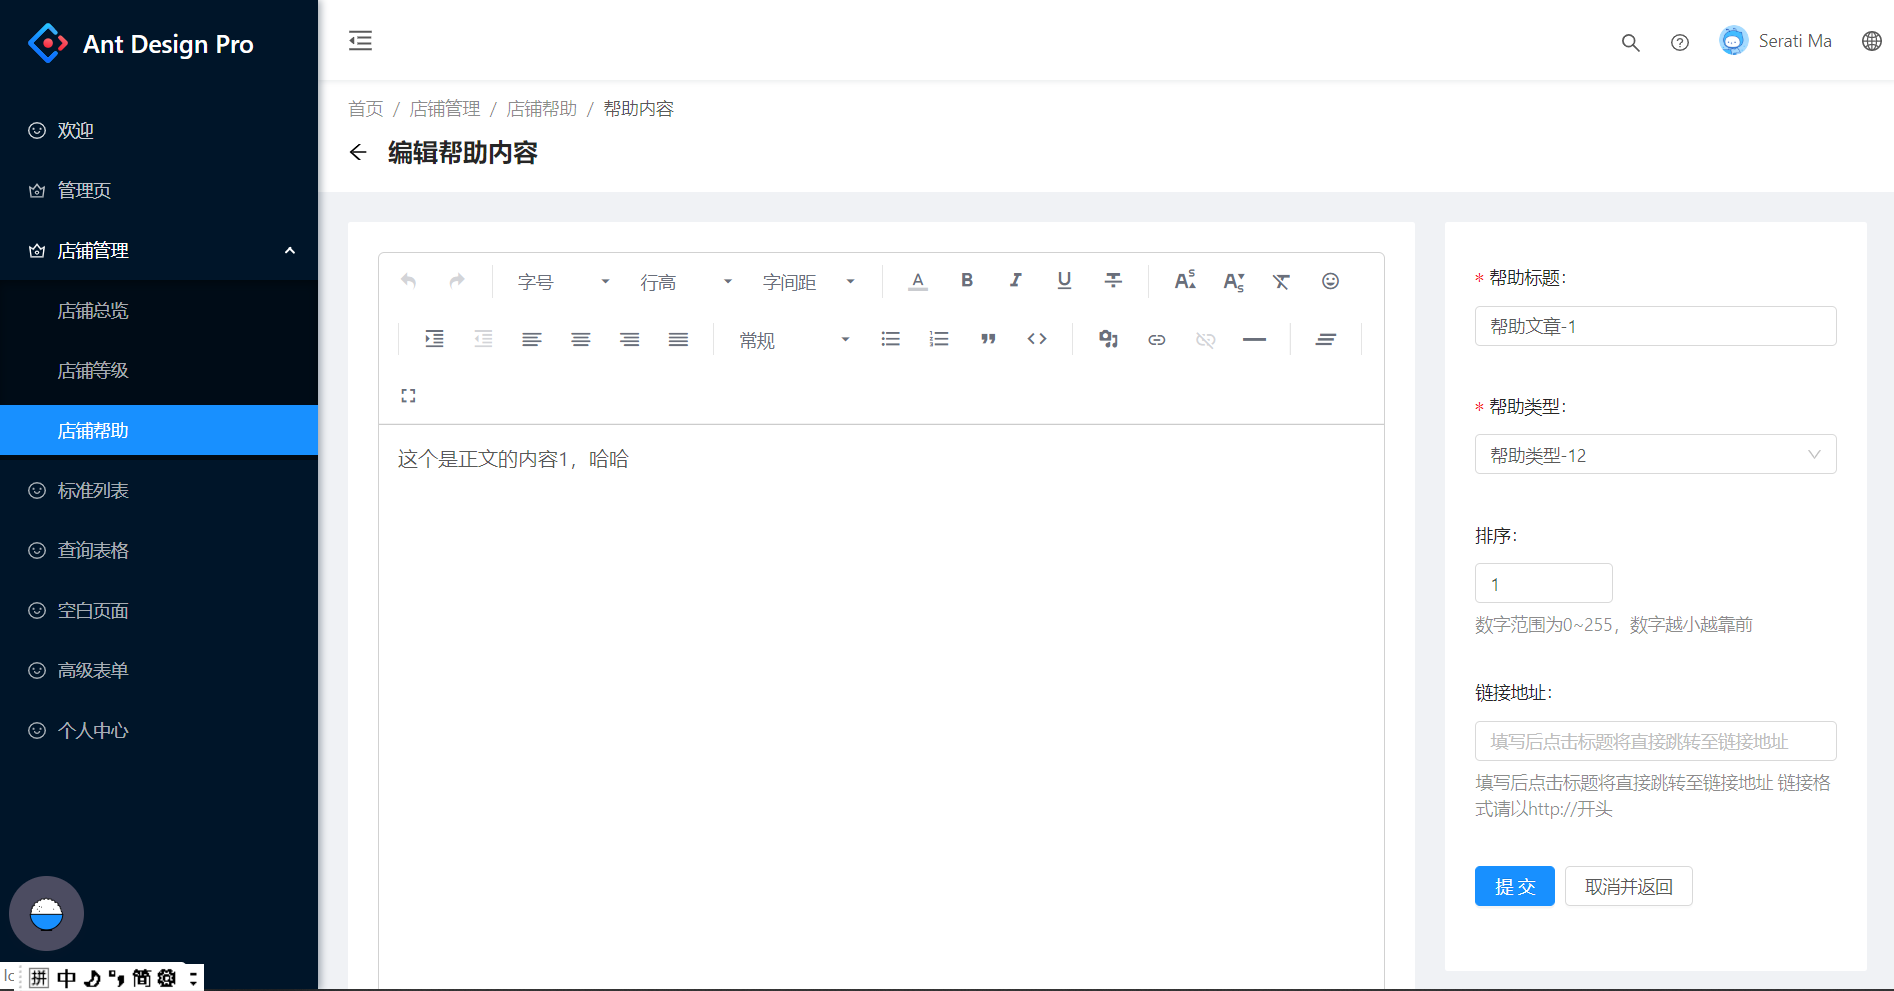 Ant Design Pro
欢迎
管理页
店铺管理
店铺总览
店铺等级
店铺帮助
标准列表
查询表格
空白页面
高级表单
个人中心
拼 中 简
Serati Ma
首页 / 店铺管理 / 店铺帮助 / 帮助内容
编辑帮助内容
字号 行高 字间距
常规
这个是正文的内容1，哈哈
* 帮助标题：
帮助文章-1
* 帮助类型：
帮助类型-12
排序：
1
数字范围为0~255，数字越小越靠前
链接地址：
填写后点击标题将直接跳转至链接地址
填写后点击标题将直接跳转至链接地址 链接格
式请以http://开头
提 交 取消并返回